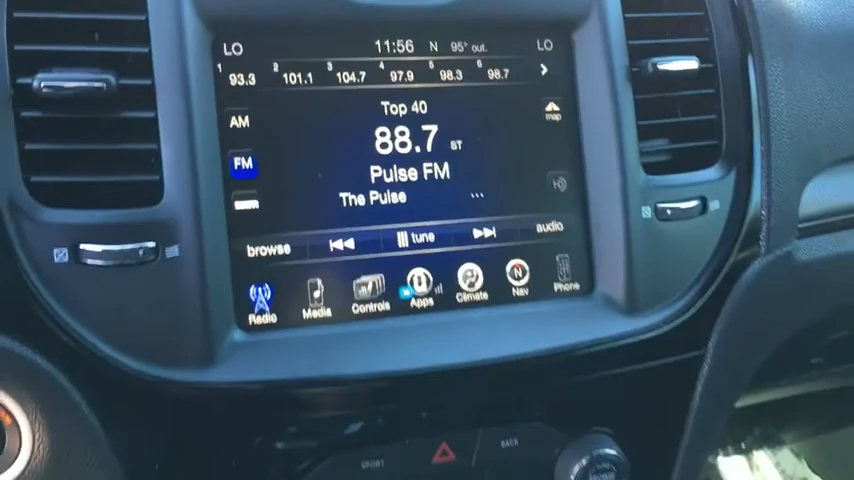 LO 11:56 N 95° out. LO
1 93.3 2 101.1 3 104.7 4 97.9 5 98.3 6 98.7
AM
Top 40
map
88.7 ST
FM
Pulse FM
The Pulse
browse
tune
audio
Radio
Media
Controls
Apps
Climate
Nav
Phone
SPORT
BACK